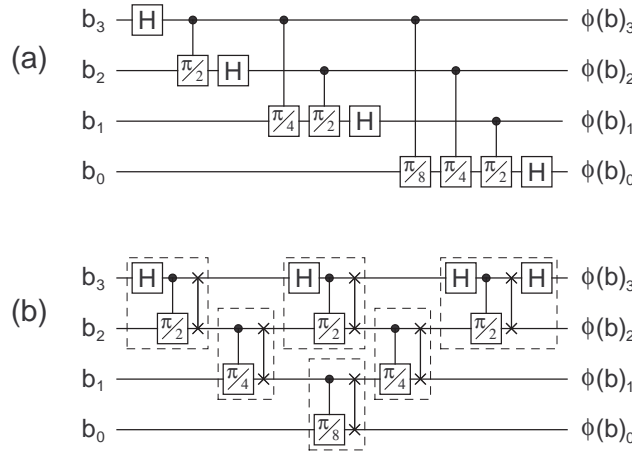 b3 H φ(b)3
(a)
b2 π/2 H φ(b)2
b1 π/4 π/2 H φ(b)1
b0 π/8 π/4 π/2 H φ(b)0
b3 H H H H φ(b)3
(b)
b2 π/2 π/2 π/2 φ(b)2
b1 π/4 π/4 φ(b)1
b0 π/8 φ(b)0